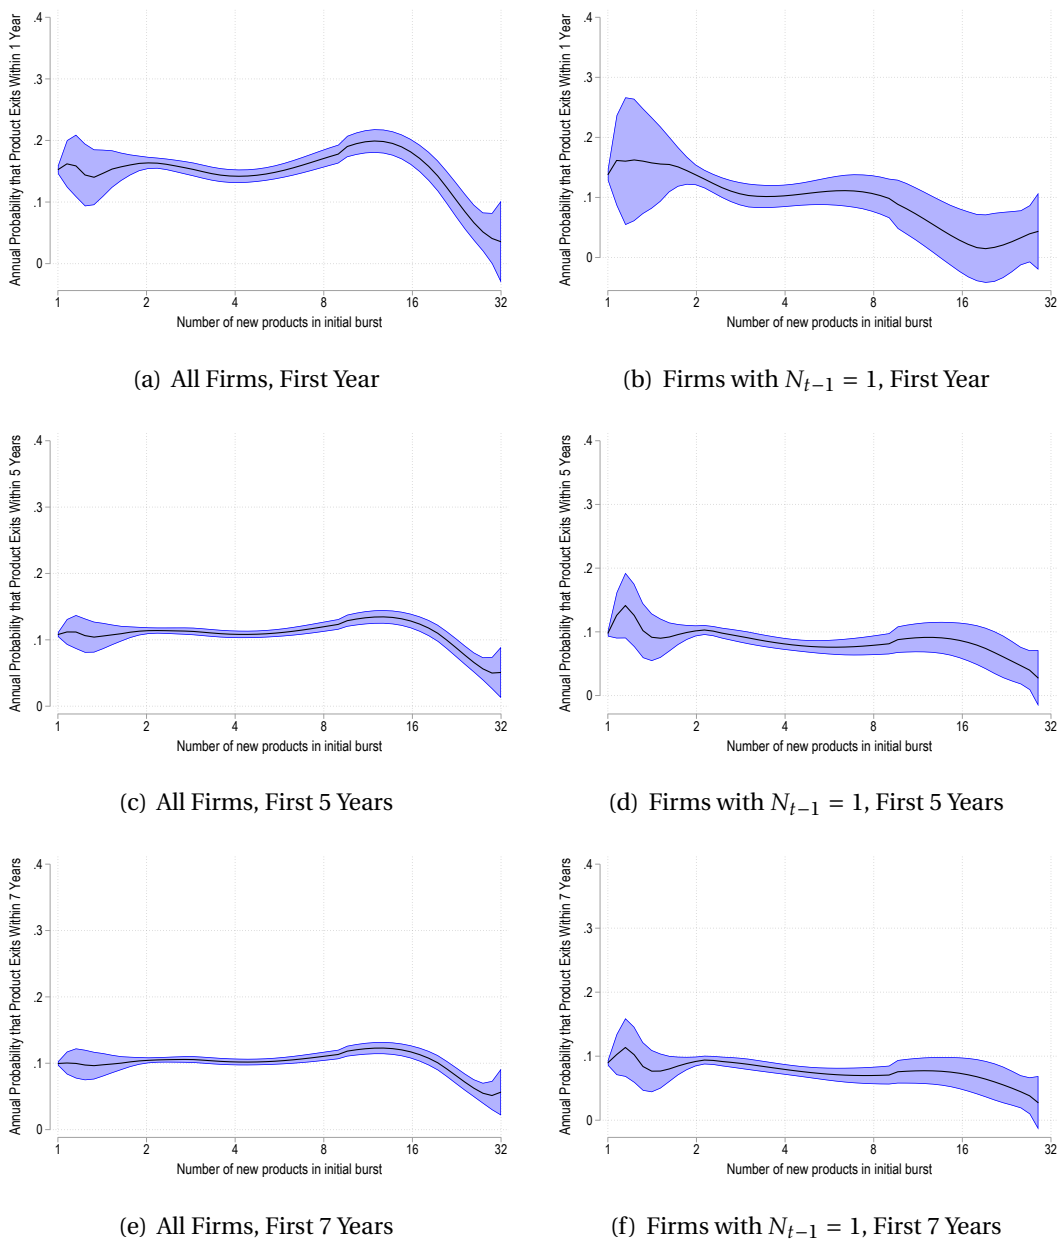 Annual Probability that Product Exits Within 1 Year
.4
.3
.2
.1
0
1 2 4 8 16 32
Number of new products in initial burst
(a) All Firms, First Year
Annual Probability that Product Exits Within 1 Year
.4
.3
.2
.1
0
1 2 4 8 16 32
Number of new products in initial burst
(b) Firms with N_{t−1} = 1, First Year
Annual Probability that Product Exits Within 5 Years
.4
.3
.2
.1
0
1 2 4 8 16 32
Number of new products in initial burst
(c) All Firms, First 5 Years
Annual Probability that Product Exits Within 5 Years
.4
.3
.2
.1
0
1 2 4 8 16 32
Number of new products in initial burst
(d) Firms with N_{t−1} = 1, First 5 Years
Annual Probability that Product Exits Within 7 Years
.4
.3
.2
.1
0
1 2 4 8 16 32
Number of new products in initial burst
(e) All Firms, First 7 Years
Annual Probability that Product Exits Within 7 Years
.4
.3
.2
.1
0
1 2 4 8 16 32
Number of new products in initial burst
(f) Firms with N_{t−1} = 1, First 7 Years